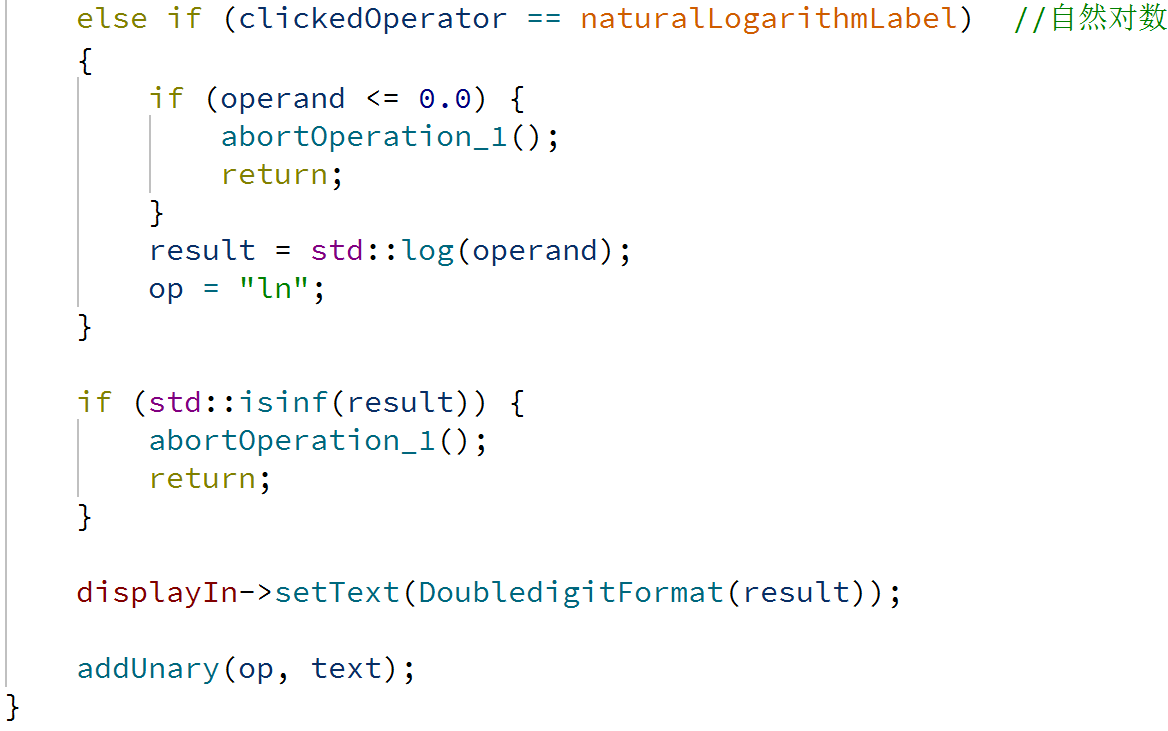 else if (clickedOperator == naturalLogarithmLabel)  //自然对数
{
if (operand <= 0.0) {
abortOperation_1();
return;
}
result = std::log(operand);
op = "ln";
}
if (std::isinf(result)) {
abortOperation_1();
return;
}
displayIn->setText(DoubledigitFormat(result));
addUnary(op, text);
}